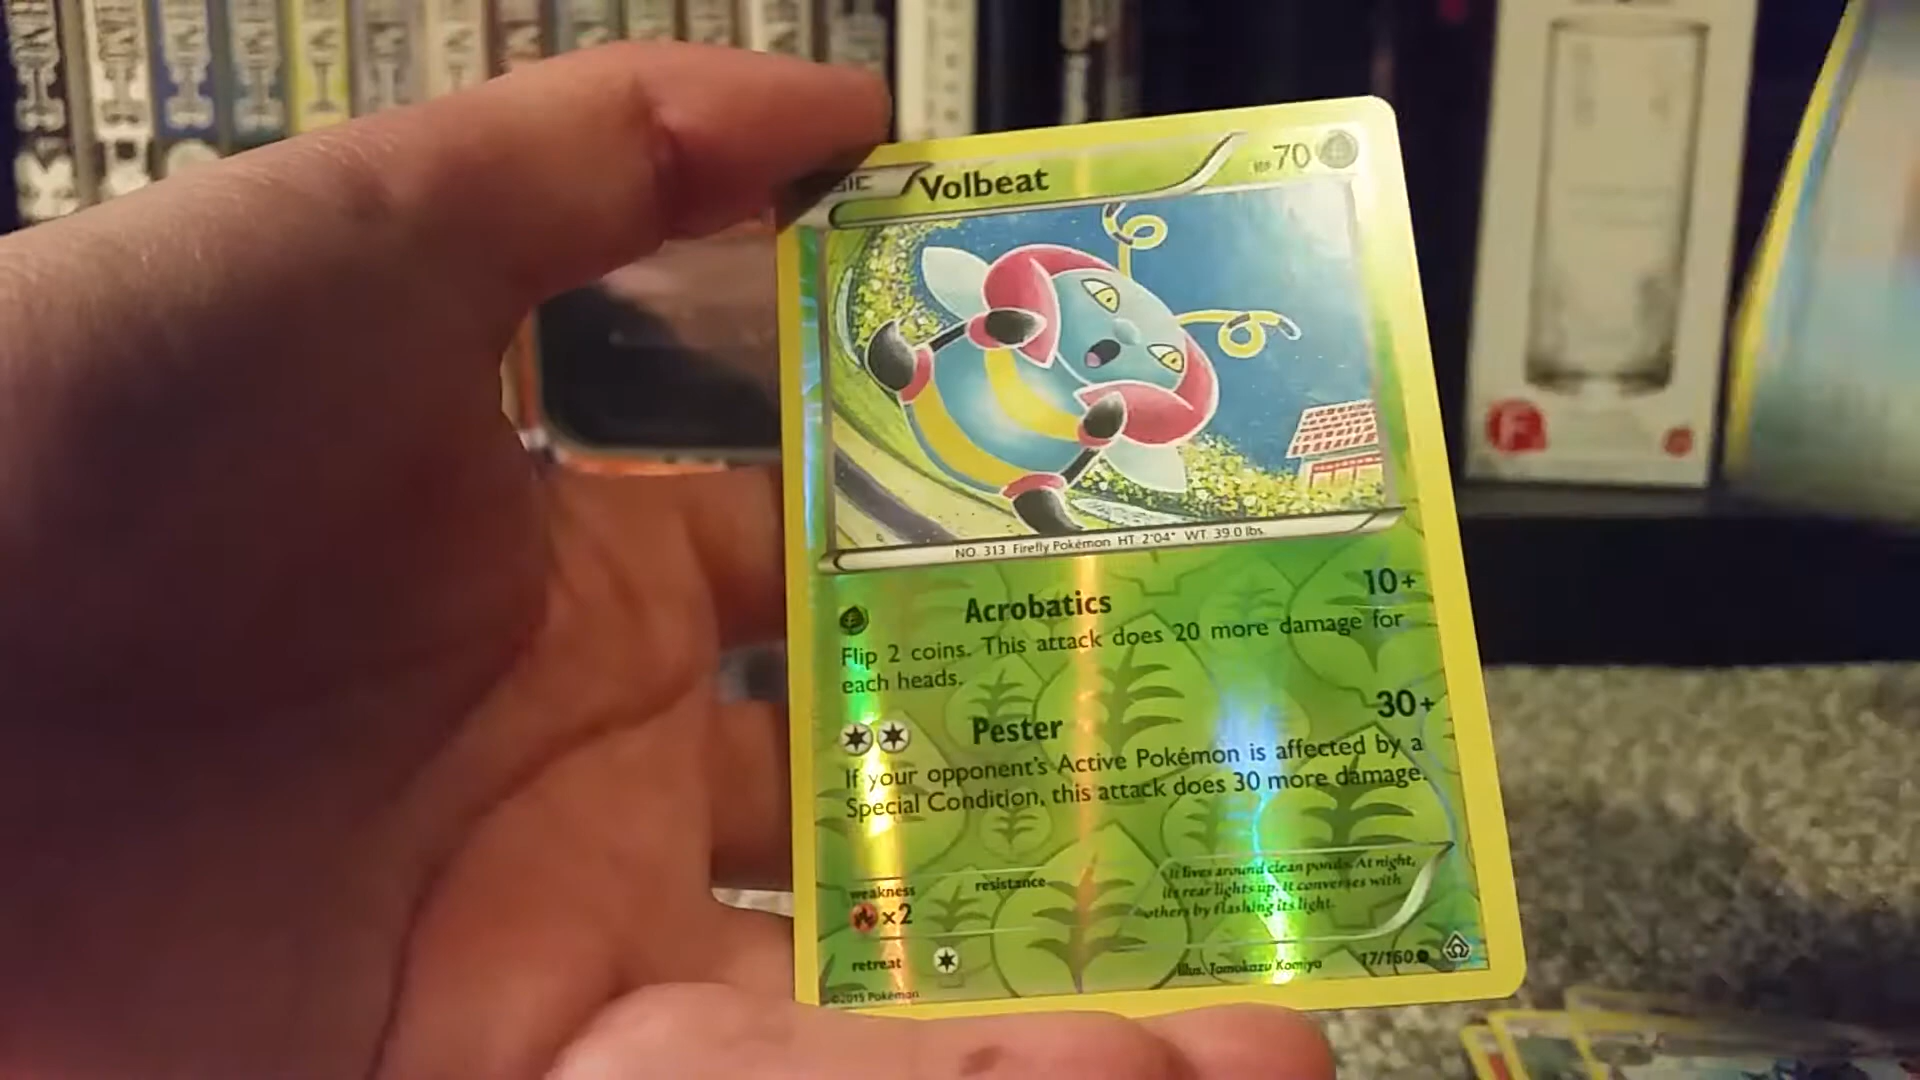 SIC Volbeat HP70
NO. 313 Firefly Pokémon HT 2'04" WT 39.0 lbs.
Acrobatics 10+
Flip 2 coins. This attack does 20 more damage for
each heads.
Pester 30+
If your opponent's Active Pokémon is affected by a
Special Condition, this attack does 30 more damage.
weakness resistance
×2
It lives around clean ponds. At night,
its rear lights up. It converses with
others by flashing its light.
retreat
Illus. Tomokazu Komiya 17/160
©2015 Pokémon
F